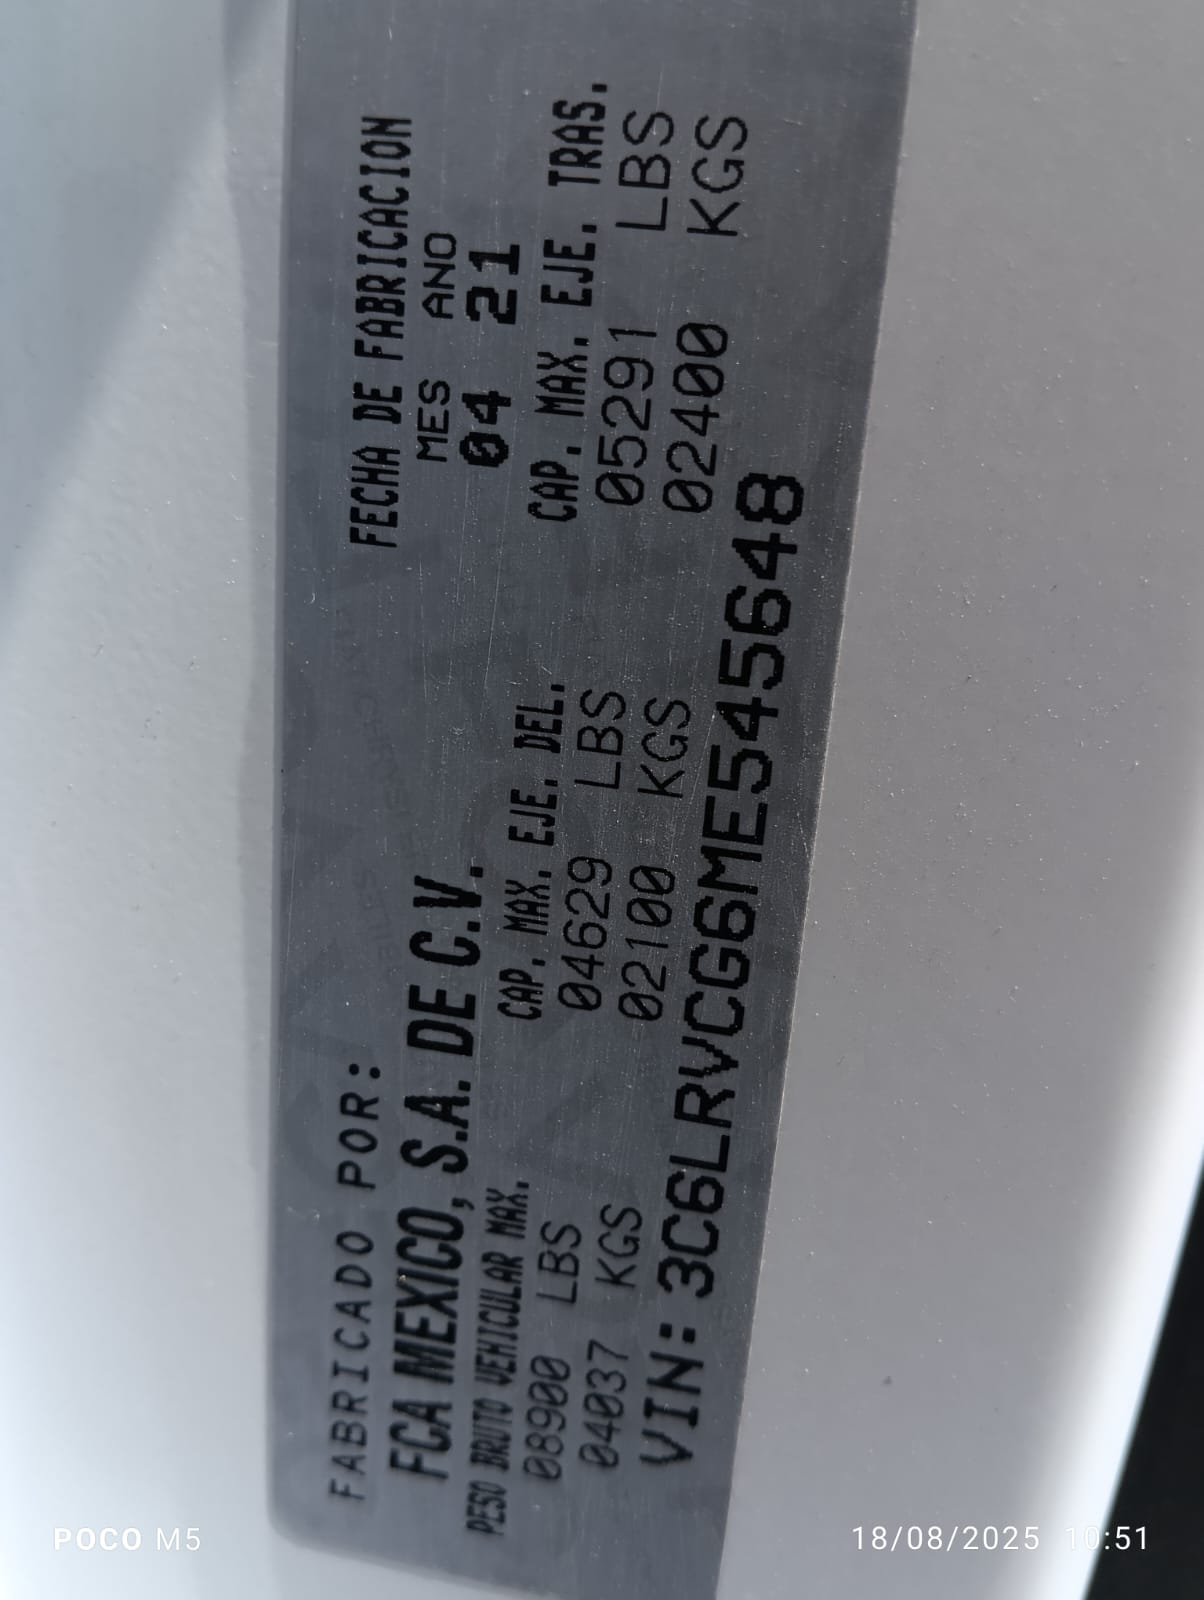 FABRICADO POR:
FECHA DE FABRICACION
FCA MEXICO, S.A. DE C.V.
MES ANO
04 21
PESO BRUTO VEHICULAR MAX.
CAP. MAX. EJE. DEL.
CAP. MAX. EJE. TRAS.
08900 LBS
04629 LBS
05291 LBS
04037 KGS
02100 KGS
02400 KGS
VIN: 3C6LRVCG6ME545648
POCO M5
18/08/2025 10:51